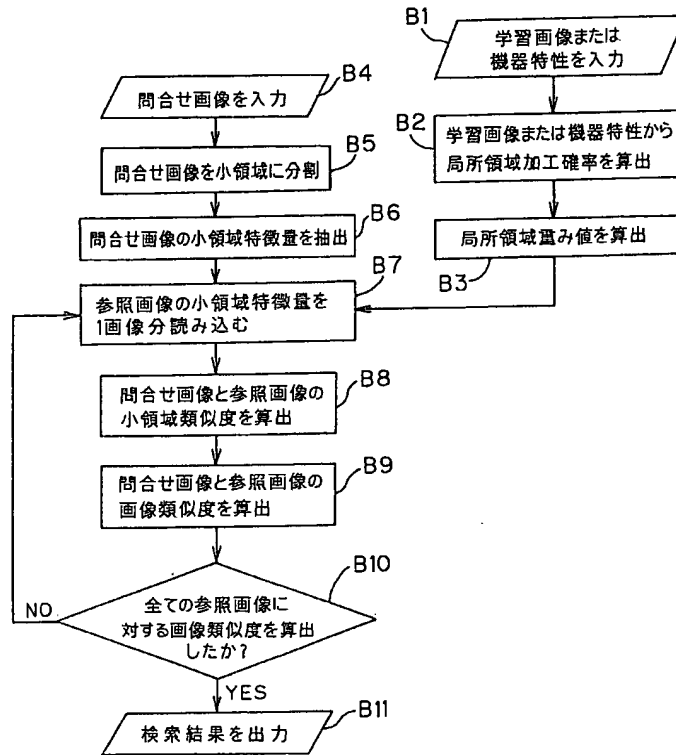 B1
学習画像または
機器特性を入力
B4
問合せ画像を入力
B2
学習画像または機器特性から
局所領域加工確率を算出
B5
問合せ画像を小領域に分割
B6
問合せ画像の小領域特徴量を抽出
局所領域重み値を算出
B3
B7
参照画像の小領域特徴量を
1画像分読み込む
B8
問合せ画像と参照画像の
小領域類似度を算出
B9
問合せ画像と参照画像の
画像類似度を算出
B10
全ての参照画像に
対する画像類似度を算出
したか?
NO
YES
検索結果を出力
B11